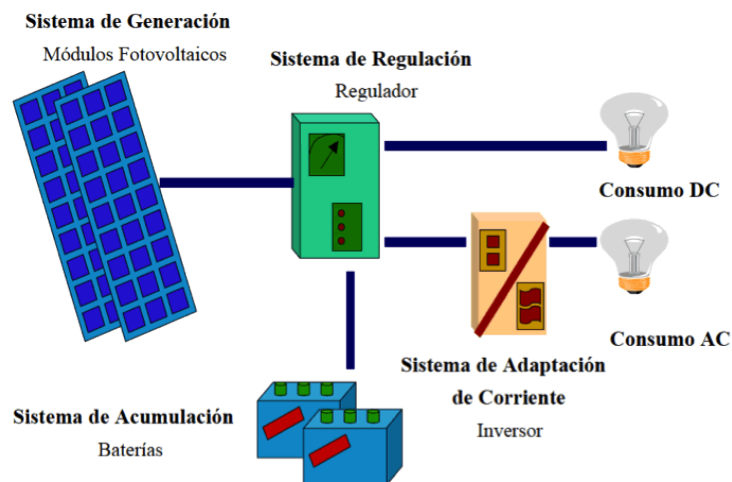 Sistema de Generación
Módulos Fotovoltaicos
Sistema de Regulación
Regulador
Consumo DC
Consumo AC
Sistema de Adaptación
de Corriente
Inversor
Sistema de Acumulación
Baterías